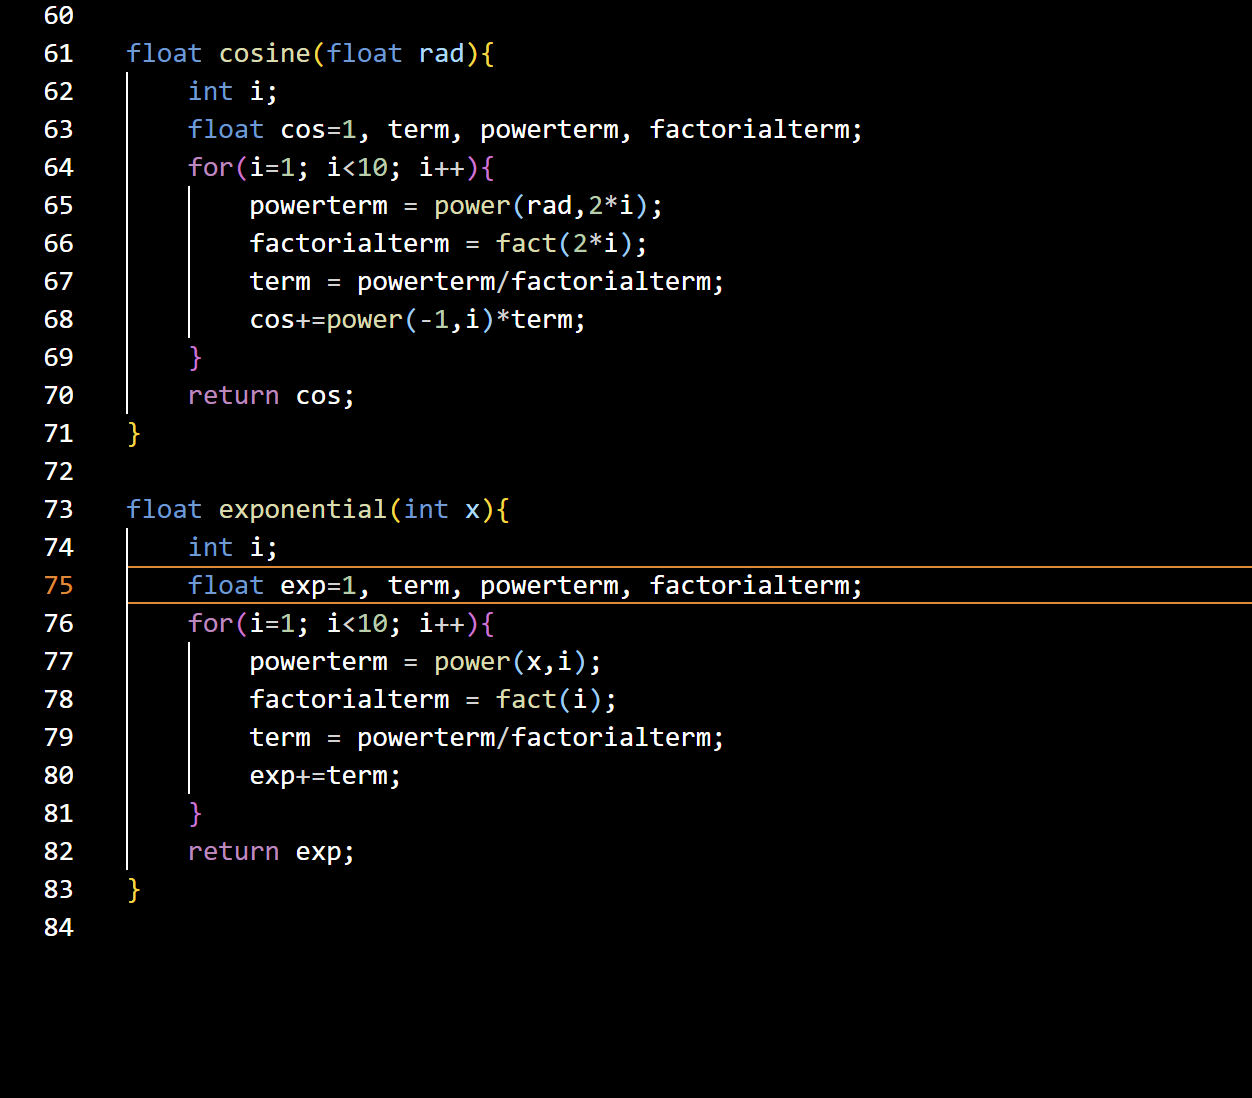 60
61 float cosine(float rad){
62     int i;
63     float cos=1, term, powerterm, factorialterm;
64     for(i=1; i<10; i++){
65         powerterm = power(rad,2*i);
66         factorialterm = fact(2*i);
67         term = powerterm/factorialterm;
68         cos+=power(-1,i)*term;
69     }
70     return cos;
71 }
72
73 float exponential(int x){
74     int i;
75     float exp=1, term, powerterm, factorialterm;
76     for(i=1; i<10; i++){
77         powerterm = power(x,i);
78         factorialterm = fact(i);
79         term = powerterm/factorialterm;
80         exp+=term;
81     }
82     return exp;
83 }
84